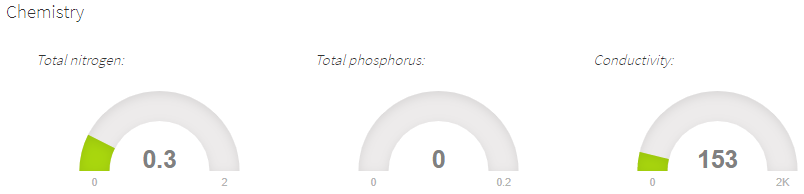 Chemistry
Total nitrogen: Total phosphorus: Conductivity:
0.3 0 153
0 2 0 0.2 0 2K